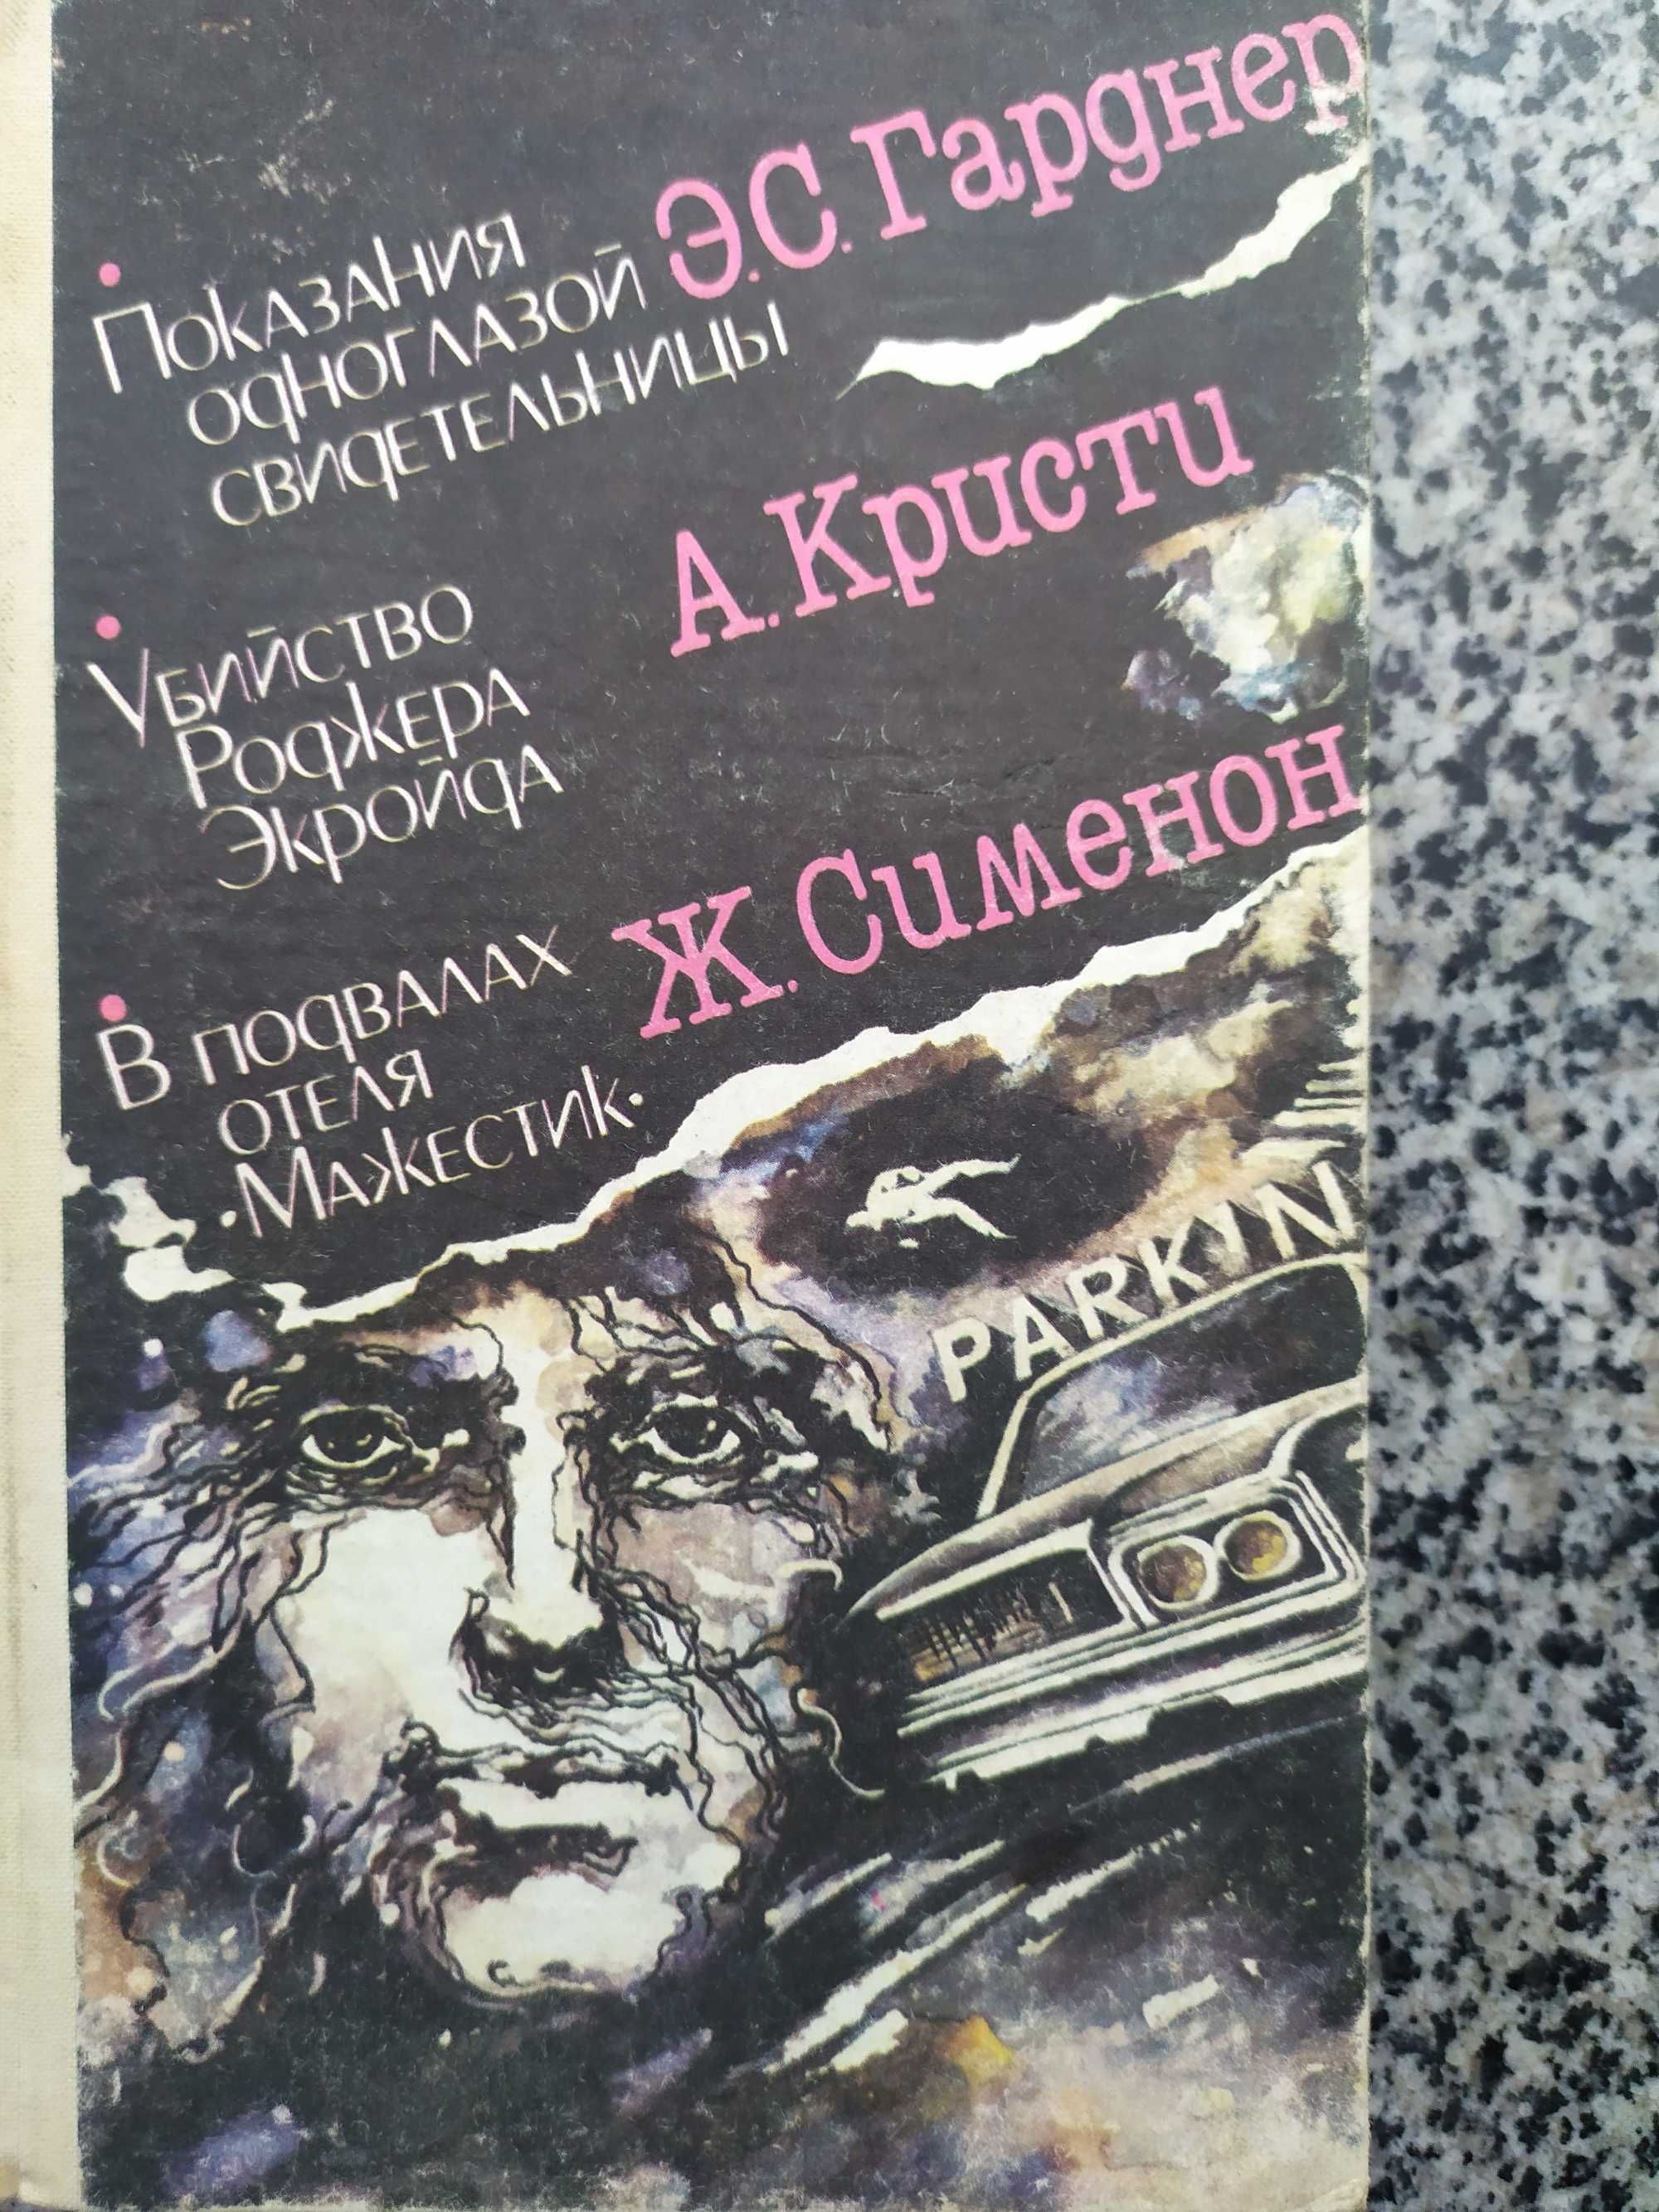 Э.С. Гарднер
Показания
одноглазой
свидетельницы
А. Кристи
Убийство
Роджера
Экройда
Ж. Сименон
В подвалах
отеля
·Мажестик·
PARKIN